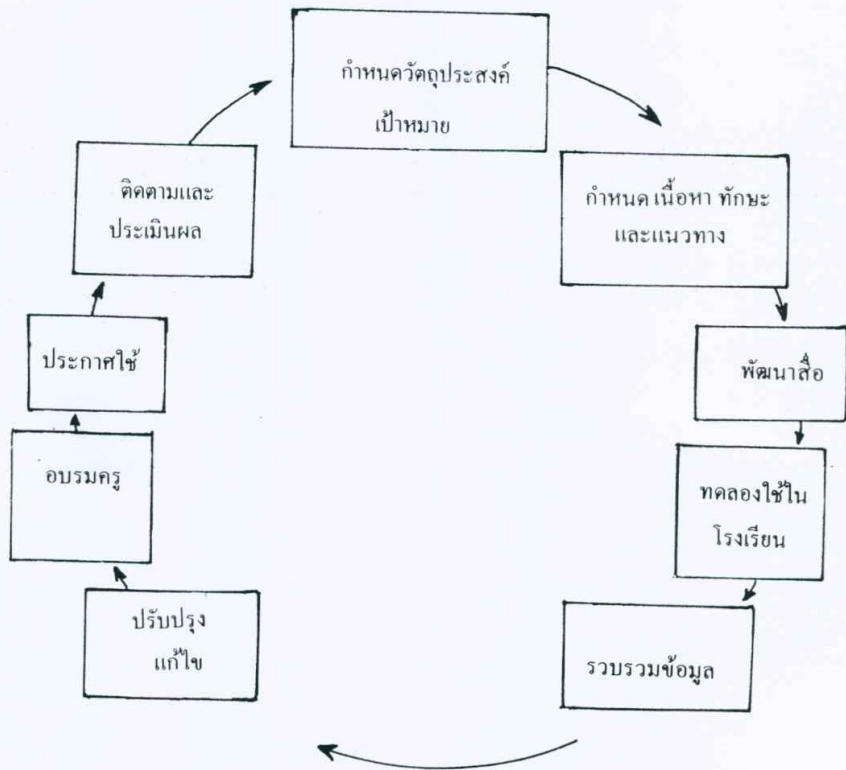 กำหนดวัตถุประสงค์
เป้าหมาย
กำหนด เนื้อหา ทักษะ
และแนวทาง
พัฒนาสื่อ
ทดลองใช้ใน
โรงเรียน
รวบรวมข้อมูล
ปรับปรุง
แก้ไข
อบรมครู
ประกาศใช้
ติดตามและ
ประเมินผล